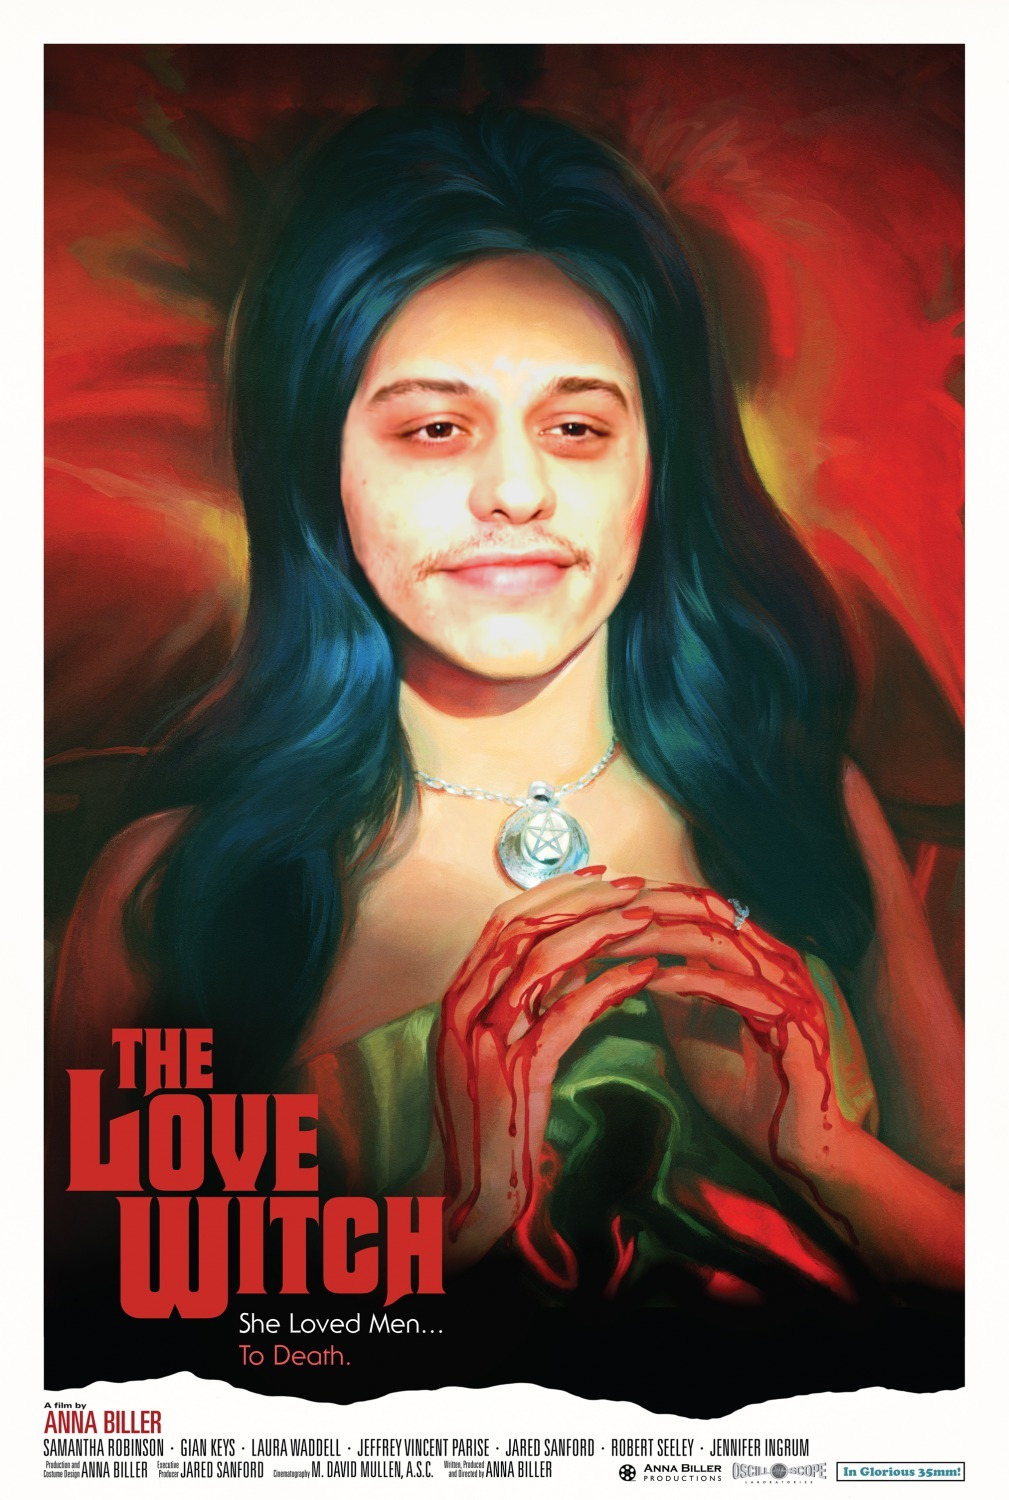 THE
LOVE
WITCH
She Loved Men...
To Death.
A film by
ANNA BILLER
SAMANTHA ROBINSON · GIAN KEYS · LAURA WADDELL · JEFFREY VINCENT PARISE · JARED SANFORD · ROBERT SEELEY · JENNIFER INGRUM
Production and Costume Design ANNA BILLER Executive Producer JARED SANFORD Cinematography M. DAVID MULLEN, A.S.C. Written, Produced and Directed by ANNA BILLER
ANNA BILLER
PRODUCTIONS
OSCILLOSCOPE
LABORATORIES
In Glorious 35mm!